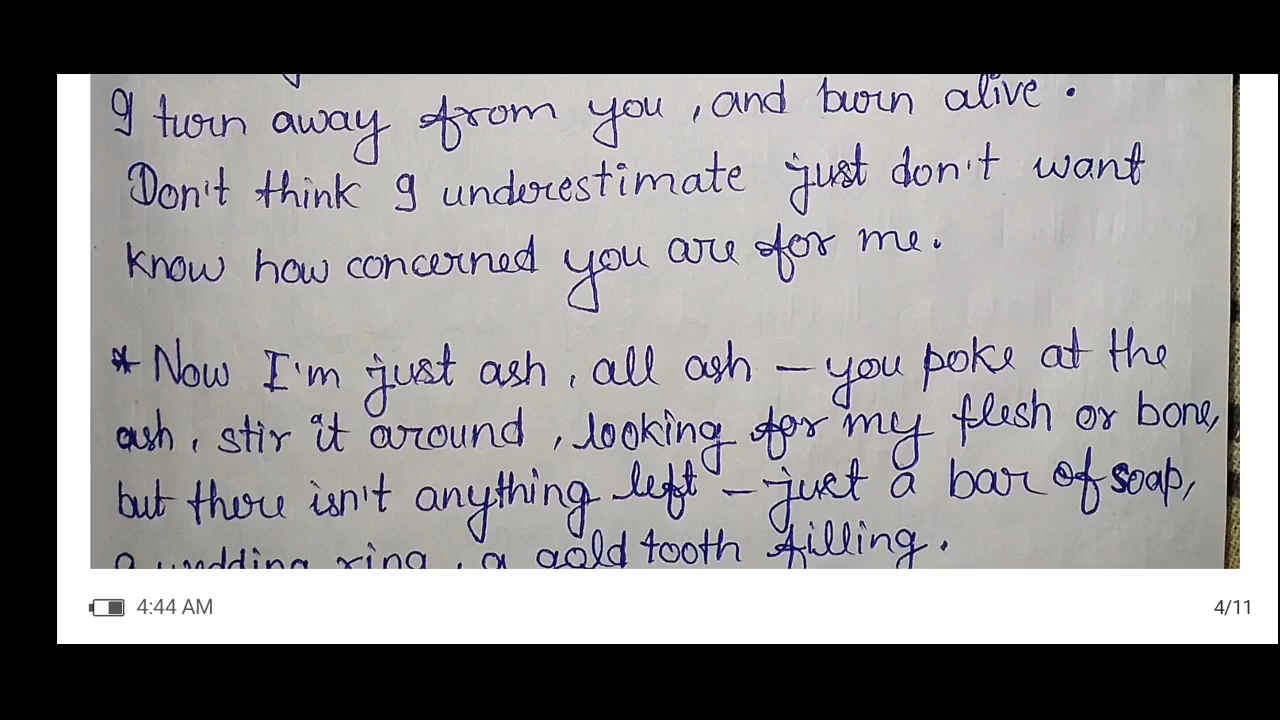 I turn away from you, and burn alive.
Don't think I underestimate just don't want
know how concerned you are for me.
* Now I'm just ash, all ash - you poke at the
ash, stir it around, looking for my flesh or bone,
but there isn't anything left - just a bar of soap,
a wedding ring, a gold tooth filling.
4:44 AM
4/11